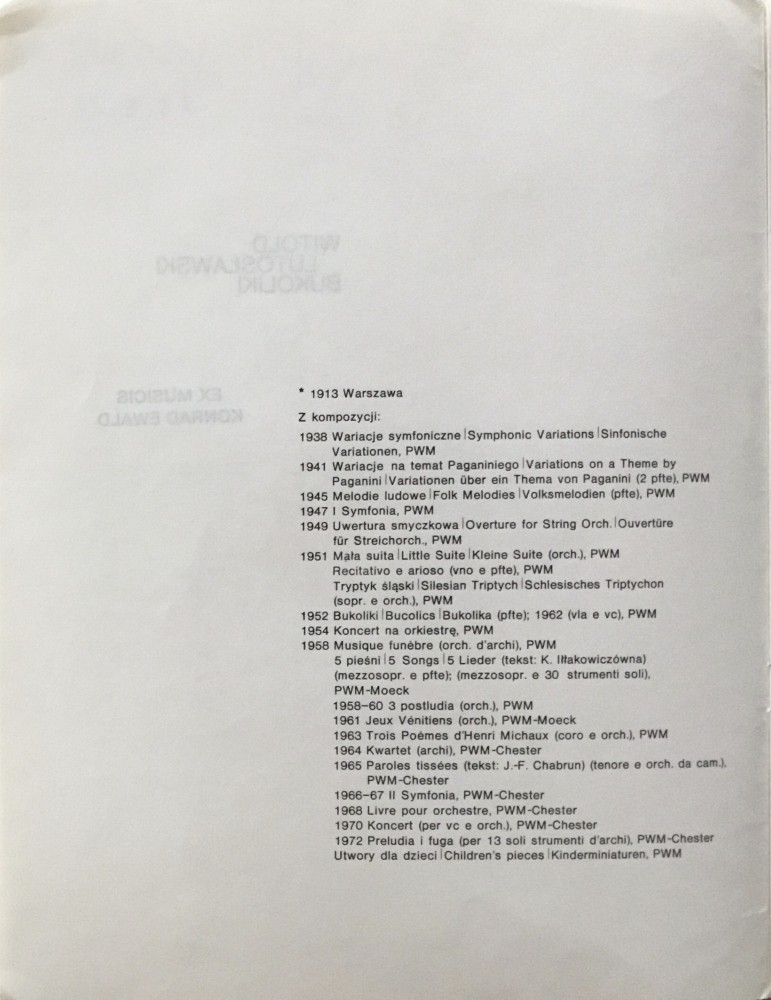 WITOLD
LUTOSŁAWSKI
BUKOLIKI
EX MUSICIS
KONRAD EWALD
* 1913 Warszawa
Z kompozycji:
1938 Wariacje symfoniczne|Symphonic Variations|Sinfonische
Variationen, PWM
1941 Wariacje na temat Paganiniego|Variations on a Theme by
Paganini|Variationen über ein Thema von Paganini (2 pfte), PWM
1945 Melodie ludowe|Folk Melodies|Volksmelodien (pfte), PWM
1947 I Symfonia, PWM
1949 Uwertura smyczkowa|Overture for String Orch.|Ouvertüre
für Streichorch., PWM
1951 Mała suita|Little Suite|Kleine Suite (orch.), PWM
Recitativo e arioso (vno e pfte), PWM
Tryptyk śląski|Silesian Triptych|Schlesisches Triptychon
(sopr. e orch.), PWM
1952 Bukoliki|Bucolics|Bukolika (pfte); 1962 (vla e vc), PWM
1954 Koncert na orkiestrę, PWM
1958 Musique funèbre (orch. d'archi), PWM
5 pieśni|5 Songs|5 Lieder (tekst: K. Iłłakowiczówna)
(mezzosopr. e pfte); (mezzosopr. e 30 strumenti soli),
PWM-Moeck
1958–60 3 postludia (orch.), PWM
1961 Jeux Vénitiens (orch.), PWM-Moeck
1963 Trois Poèmes d'Henri Michaux (coro e orch.), PWM
1964 Kwartet (archi), PWM-Chester
1965 Paroles tissées (tekst: J.-F. Chabrun) (tenore e orch. da cam.),
PWM-Chester
1966–67 II Symfonia, PWM-Chester
1968 Livre pour orchestre, PWM-Chester
1970 Koncert (per vc e orch.), PWM-Chester
1972 Preludia i fuga (per 13 soli strumenti d'archi), PWM-Chester
Utwory dla dzieci|Children's pieces|Kinderminiaturen, PWM